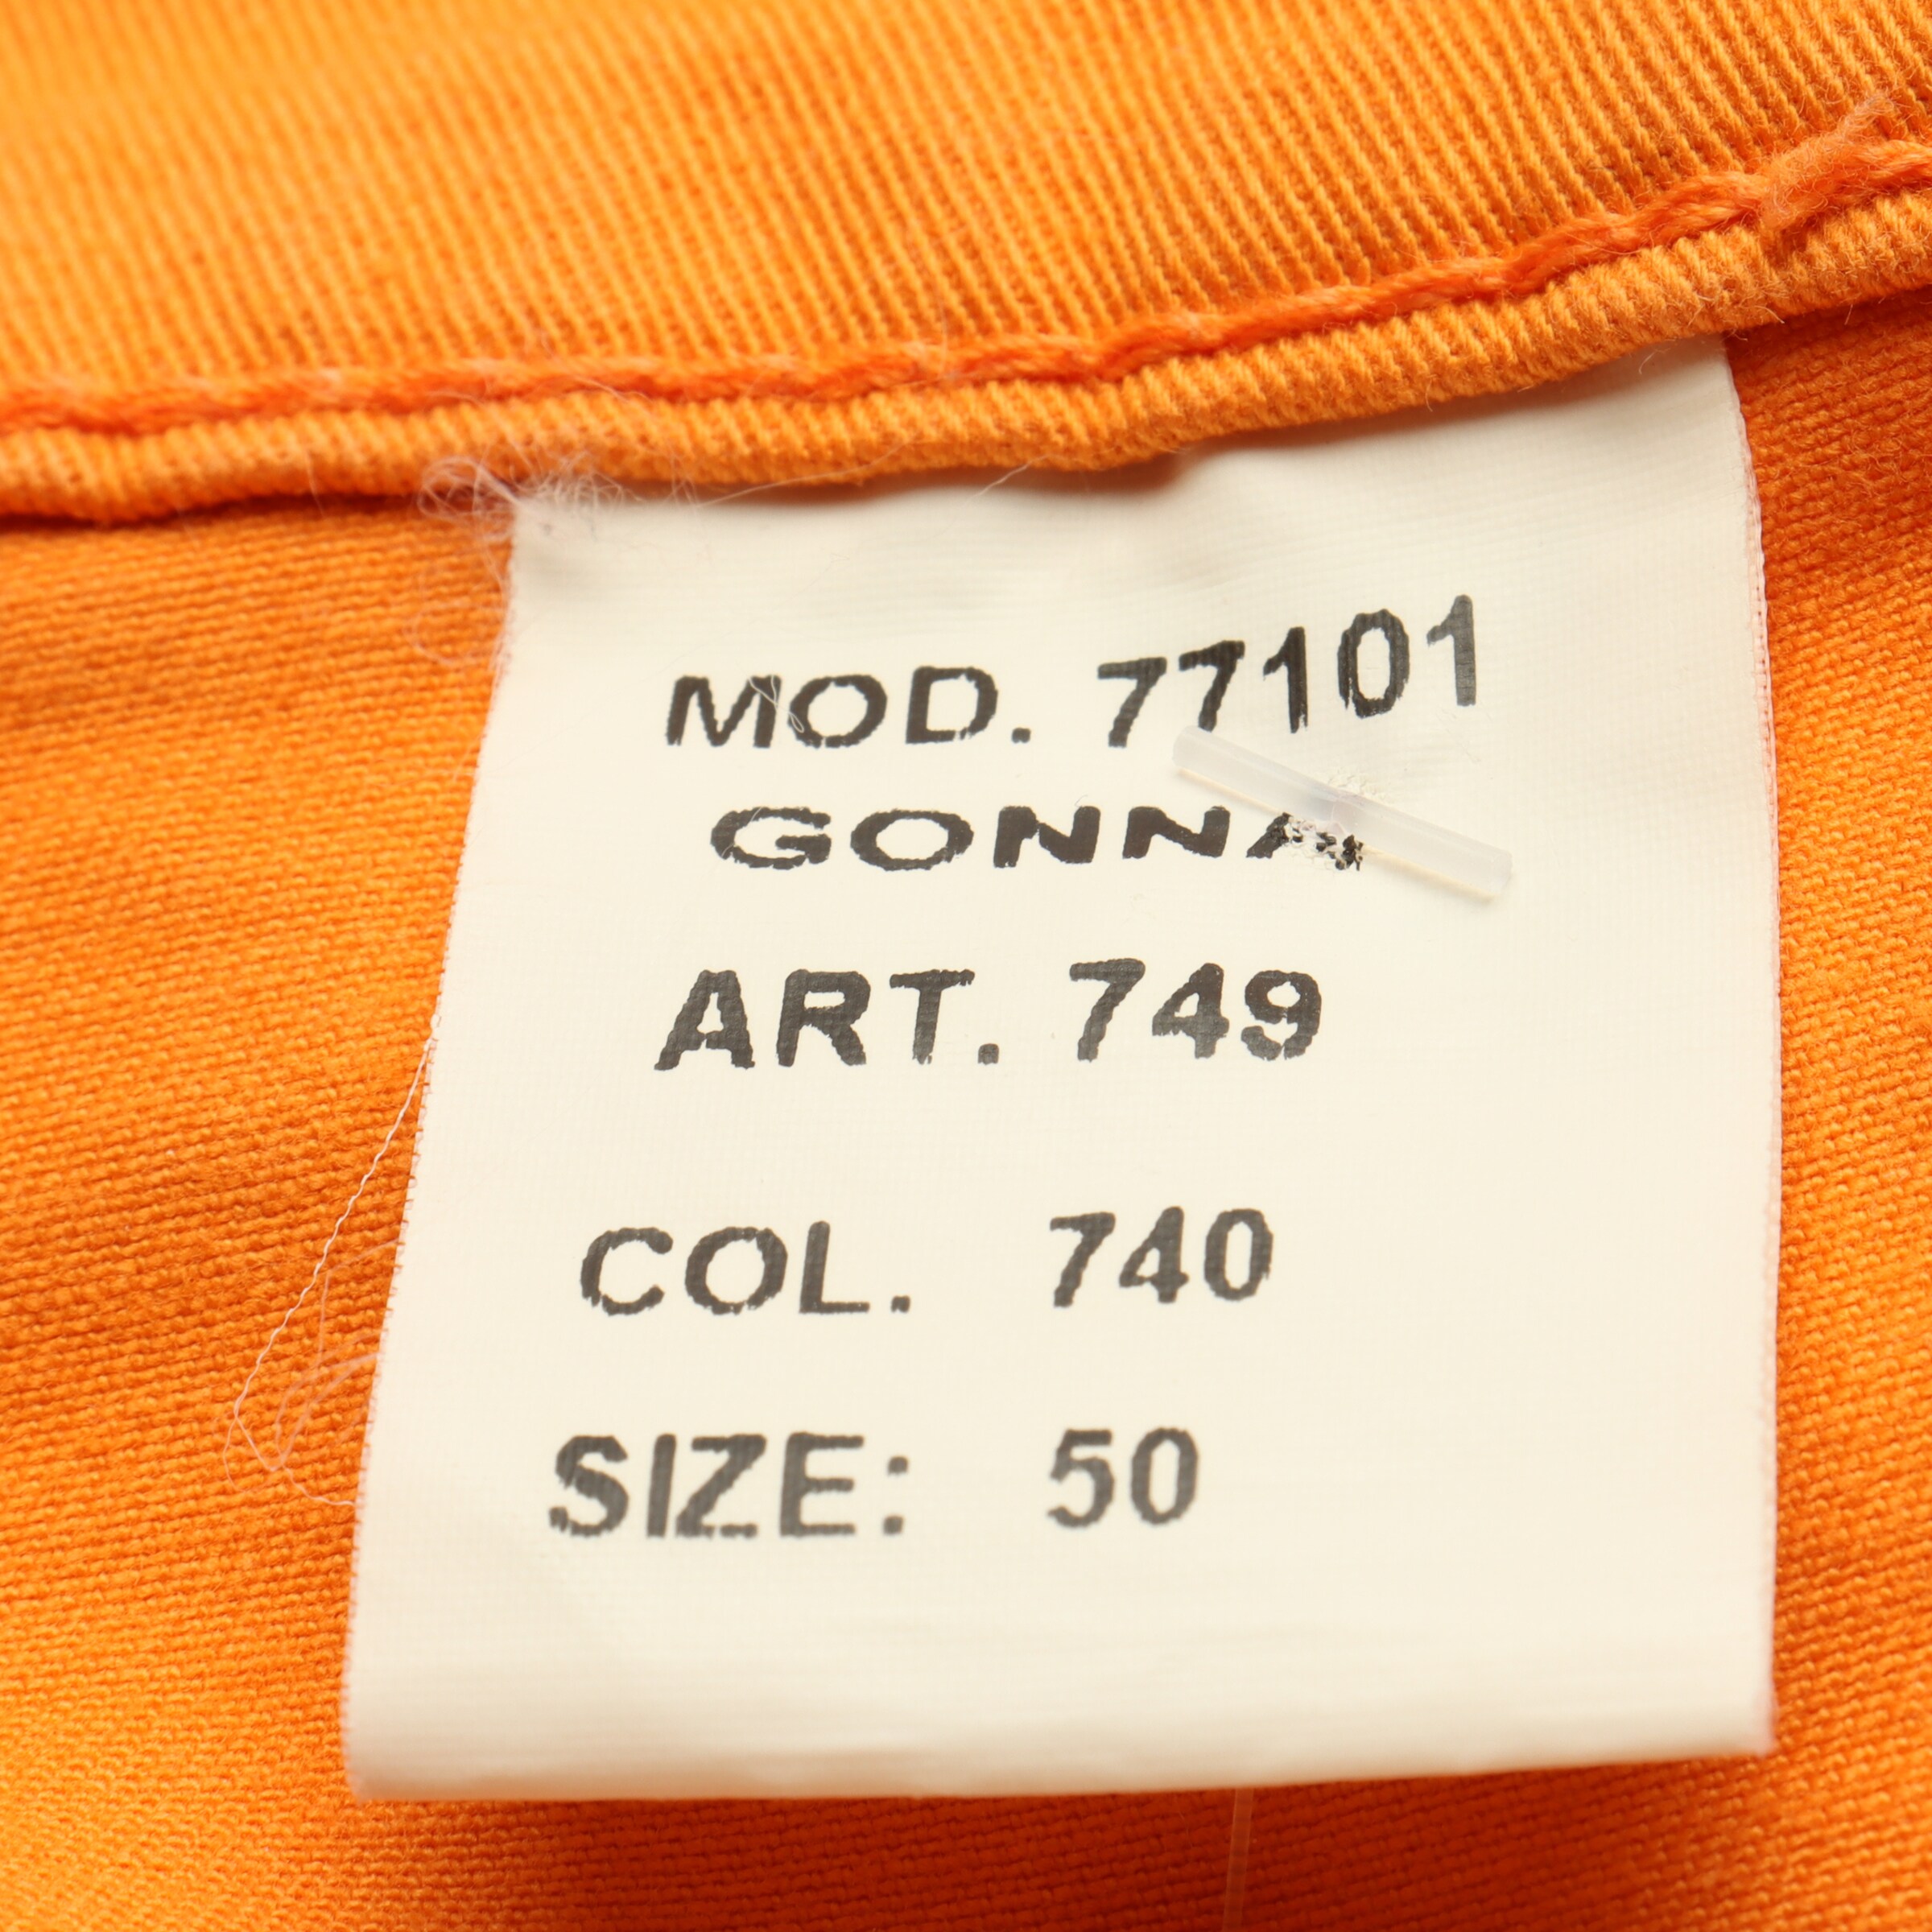 MOD. 77101
GONNA
ART. 749
COL. 740
SIZE: 50